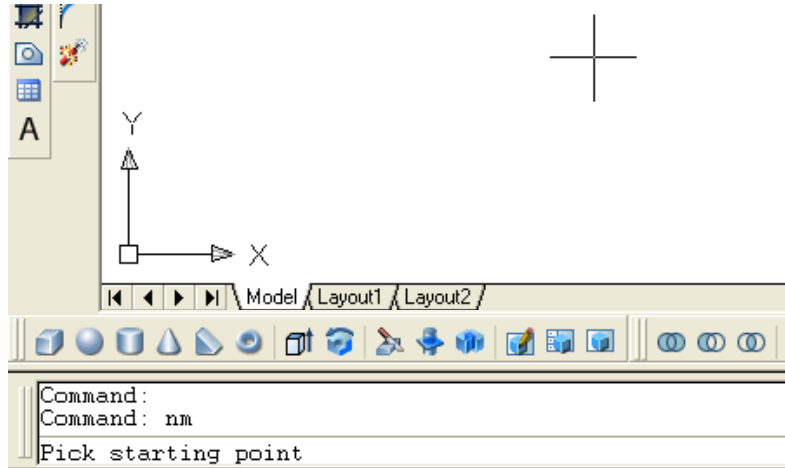 A
Y
X
Model Layout1 Layout2
Command:
Command: nm
Pick starting point